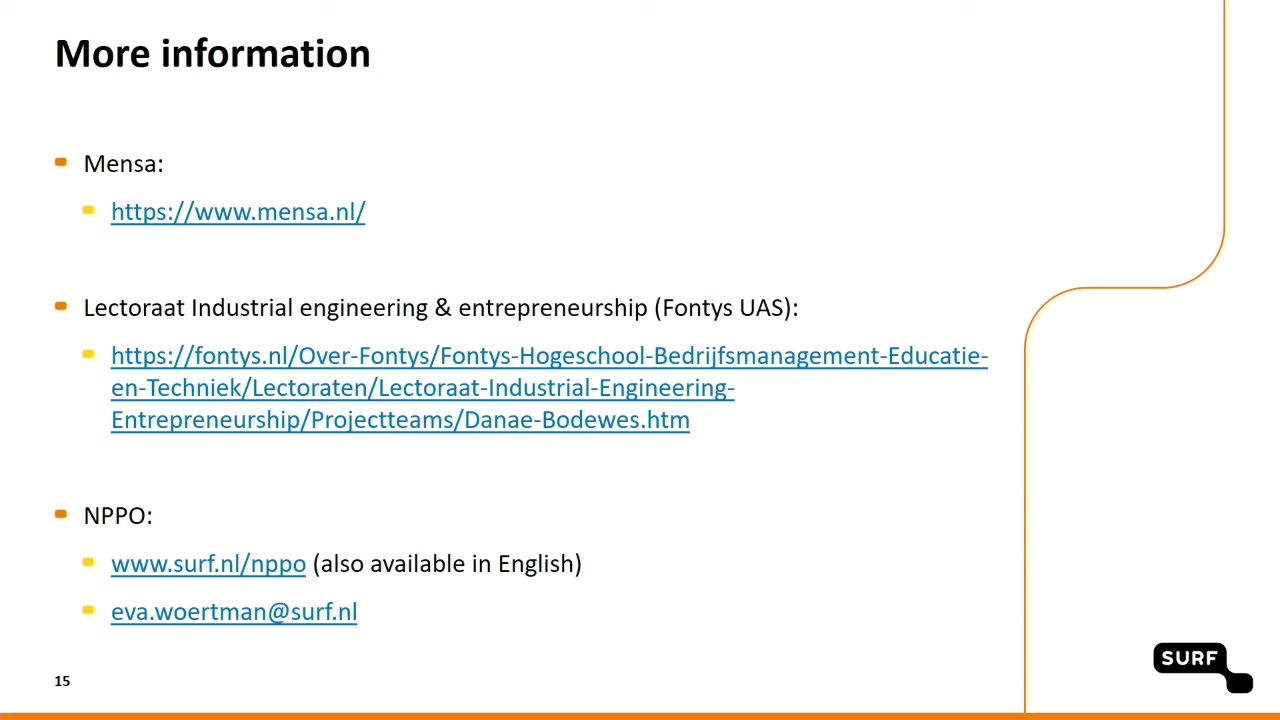 More information
Mensa:
https://www.mensa.nl/
Lectoraat Industrial engineering & entrepreneurship (Fontys UAS):
https://fontys.nl/Over-Fontys/Fontys-Hogeschool-Bedrijfsmanagement-Educatie-
en-Techniek/Lectoraten/Lectoraat-Industrial-Engineering-
Entrepreneurship/Projectteams/Danae-Bodewes.htm
NPPO:
www.surf.nl/nppo (also available in English)
eva.woertman@surf.nl
SURF
15